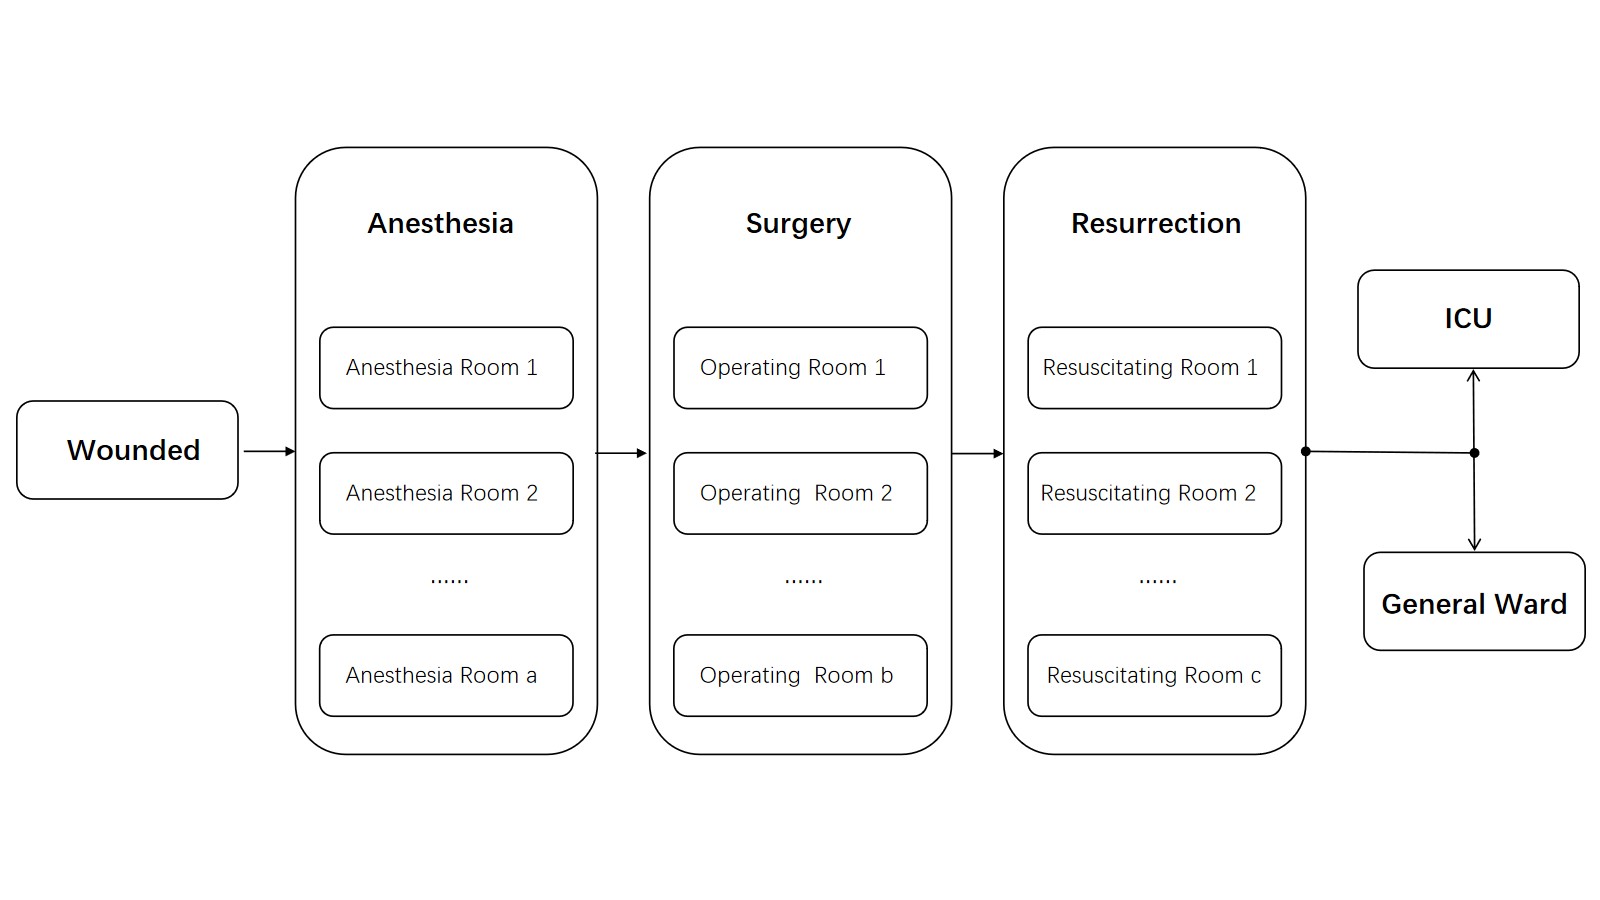 Wounded
Anesthesia
Anesthesia Room 1
Anesthesia Room 2
......
Anesthesia Room a
Surgery
Operating Room 1
Operating  Room 2
......
Operating  Room b
Resurrection
Resuscitating Room 1
Resuscitating Room 2
......
Resuscitating Room c
ICU
General Ward